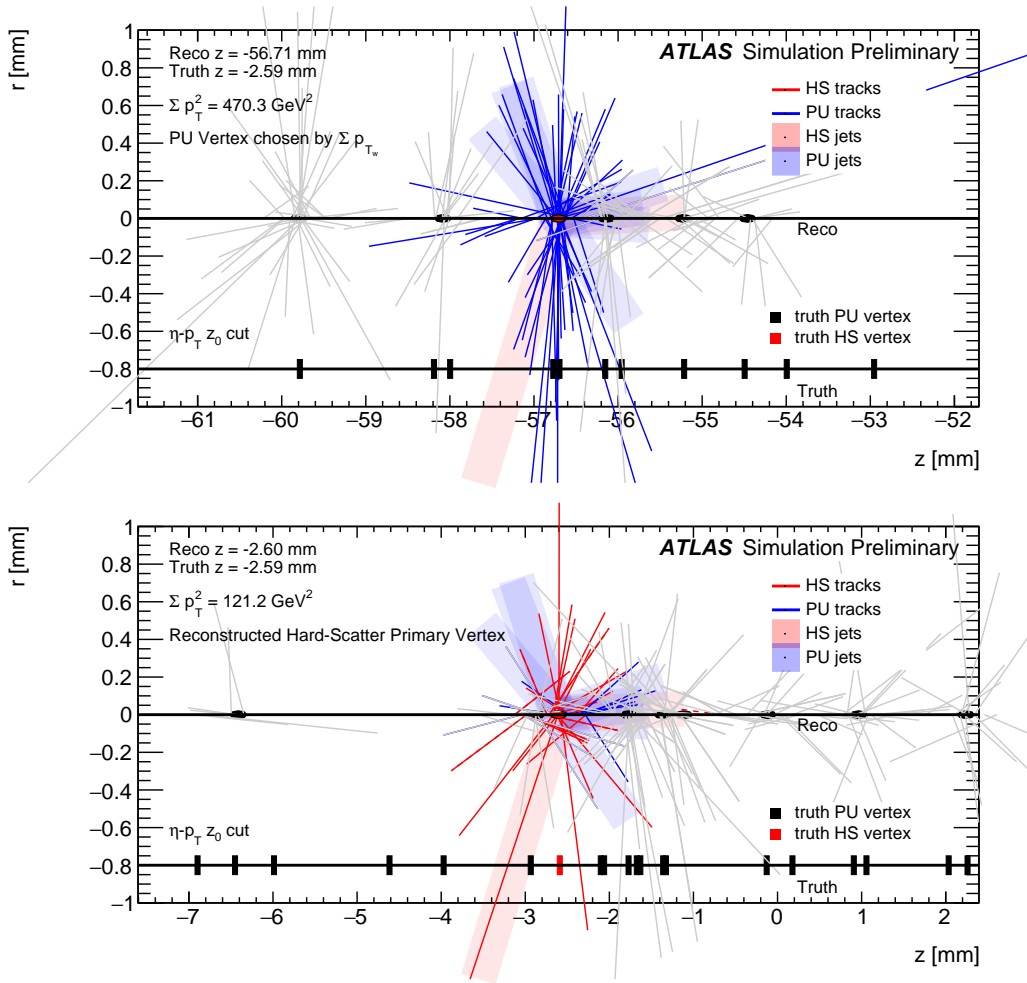 r [mm]
1
0.8
0.6
0.4
0.2
0
−0.2
−0.4
−0.6
−0.8
−1
Reco z = -56.71 mm
Truth z = -2.59 mm
Σ p_T^2 = 470.3 GeV^2
PU Vertex chosen by Σ p_{T_w}
ATLAS Simulation Preliminary
HS tracks
PU tracks
HS jets
PU jets
Reco
η-p_T z_0 cut
truth PU vertex
truth HS vertex
Truth
−61 −60 −59 −58 −57 −56 −55 −54 −53 −52
z [mm]
r [mm]
1
0.8
0.6
0.4
0.2
0
−0.2
−0.4
−0.6
−0.8
−1
Reco z = -2.60 mm
Truth z = -2.59 mm
Σ p_T^2 = 121.2 GeV^2
Reconstructed Hard-Scatter Primary Vertex
ATLAS Simulation Preliminary
HS tracks
PU tracks
HS jets
PU jets
Reco
η-p_T z_0 cut
truth PU vertex
truth HS vertex
Truth
−7 −6 −5 −4 −3 −2 −1 0 1 2
z [mm]